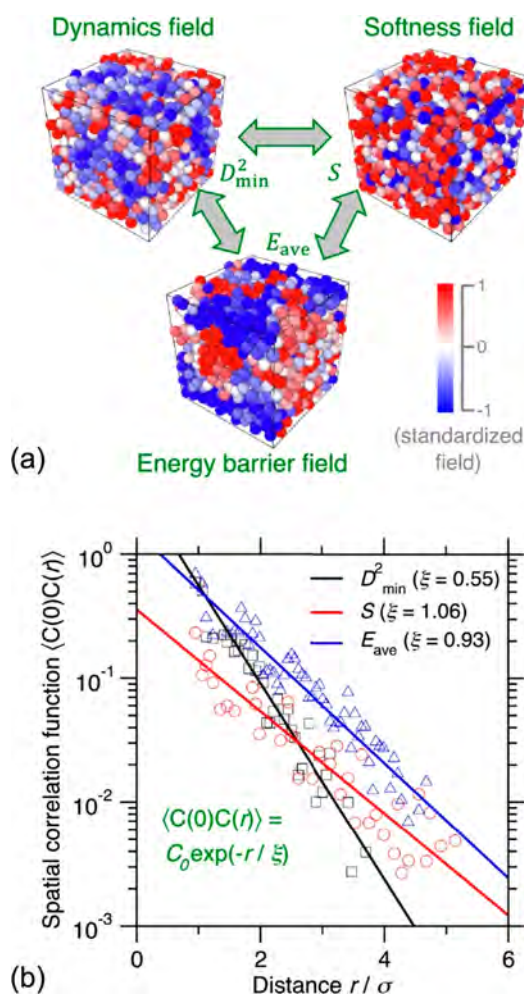 Dynamics field
Softness field
D²min
S
Eave
1
0
-1
(standardized
field)
Energy barrier field
(a)
Spatial correlation function ⟨C(0)C(r)⟩
10⁰
10⁻¹
10⁻²
10⁻³
D²min (ξ = 0.55)
S (ξ = 1.06)
Eave (ξ = 0.93)
⟨C(0)C(r)⟩ =
C₀exp(-r / ξ)
0 2 4 6
Distance r / σ
(b)